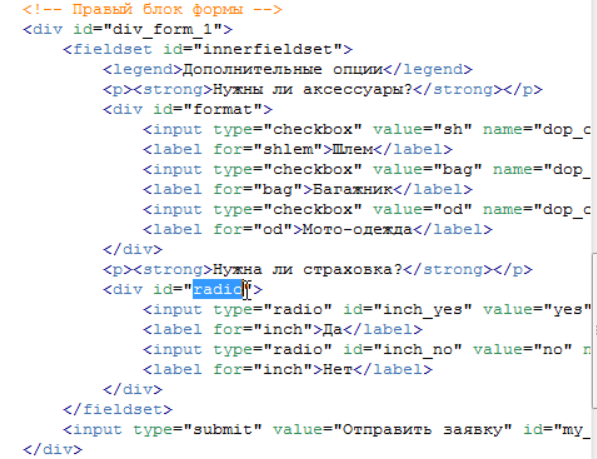 <!-- Правый блок формы -->
<div id="div_form_1">
<fieldset id="innerfieldset">
<legend>Дополнительные опции</legend>
<p><strong>Нужны ли аксессуары?</strong></p>
<div id="format">
<input type="checkbox" value="sh" name="dop_c
<label for="shlem">Шлем</label>
<input type="checkbox" value="bag" name="dop_
<label for="bag">Багажник</label>
<input type="checkbox" value="od" name="dop_c
<label for="od">Мото-одежда</label>
</div>
<p><strong>Нужна ли страховка?</strong></p>
<div id="radio">
<input type="radio" id="inch_yes" value="yes"
<label for="inch">Да</label>
<input type="radio" id="inch_no" value="no" n
<label for="inch">Нет</label>
</div>
</fieldset>
<input type="submit" value="Отправить заявку" id="my_
</div>